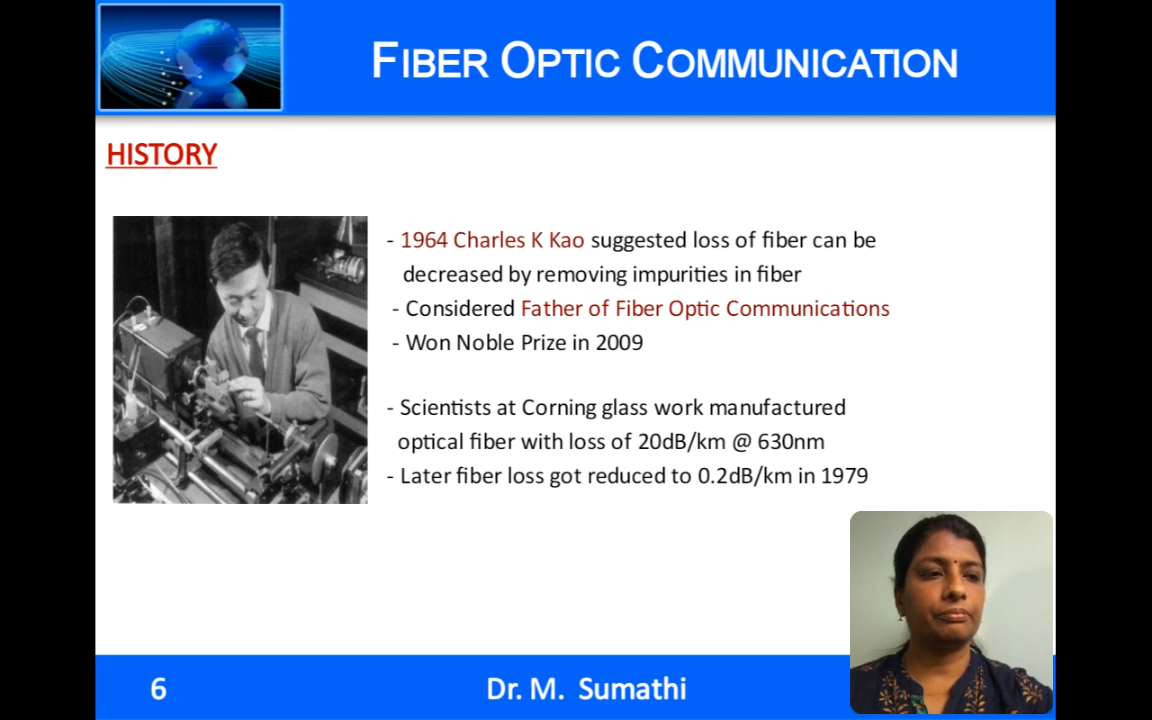 FIBER OPTIC COMMUNICATION
HISTORY
- 1964 Charles K Kao suggested loss of fiber can be
decreased by removing impurities in fiber
- Considered Father of Fiber Optic Communications
- Won Noble Prize in 2009
- Scientists at Corning glass work manufactured
optical fiber with loss of 20dB/km @ 630nm
- Later fiber loss got reduced to 0.2dB/km in 1979
6
Dr. M. Sumathi